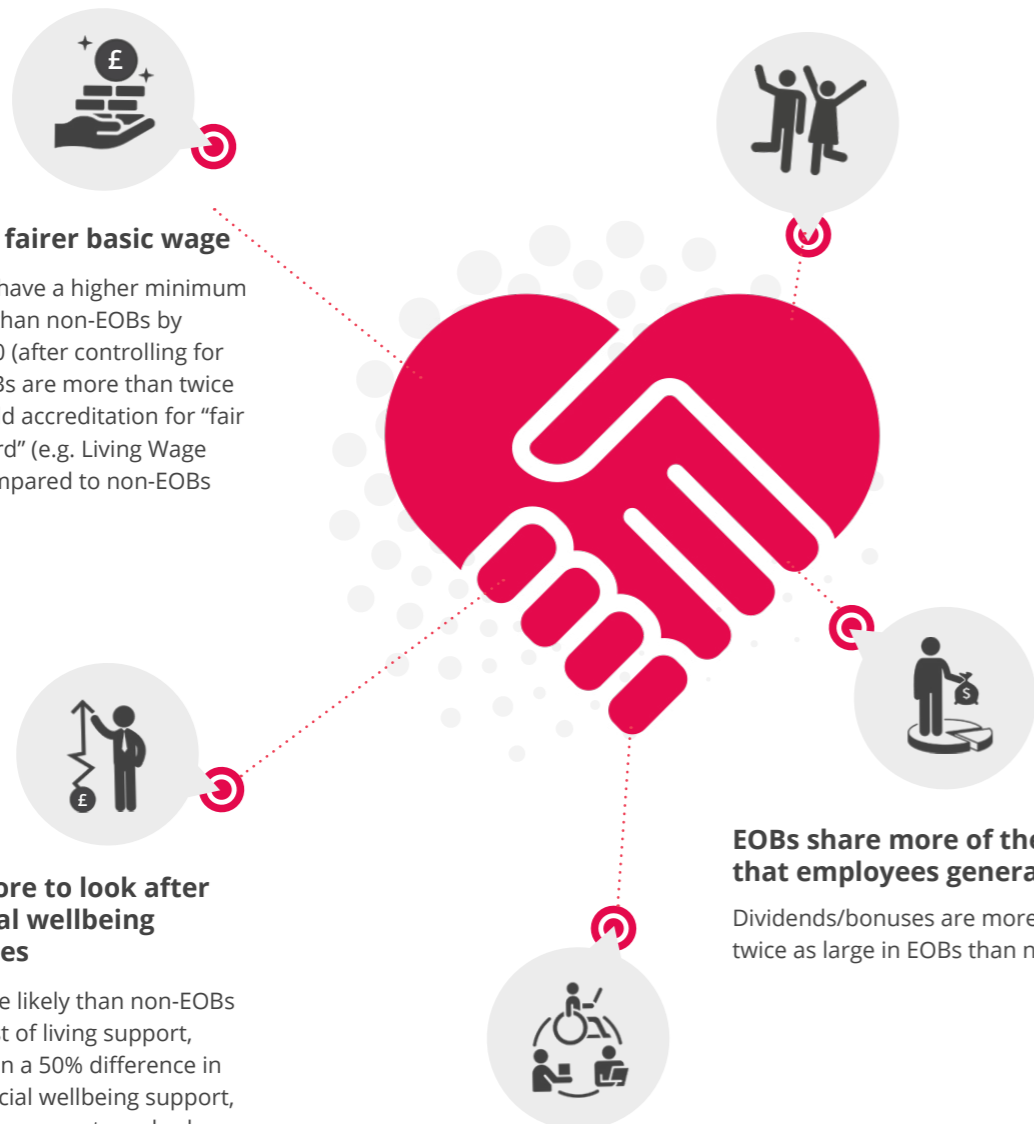 £
fairer basic wage
have a higher minimum
than non-EOBs by
0 (after controlling for
Bs are more than twice
d accreditation for “fair
rd” (e.g. Living Wage
mpared to non-EOBs
£
ore to look after
al wellbeing
es
e likely than non-EOBs
st of living support,
n a 50% difference in
cial wellbeing support,
$
EOBs share more of the
that employees genera
Dividends/bonuses are more
twice as large in EOBs than n